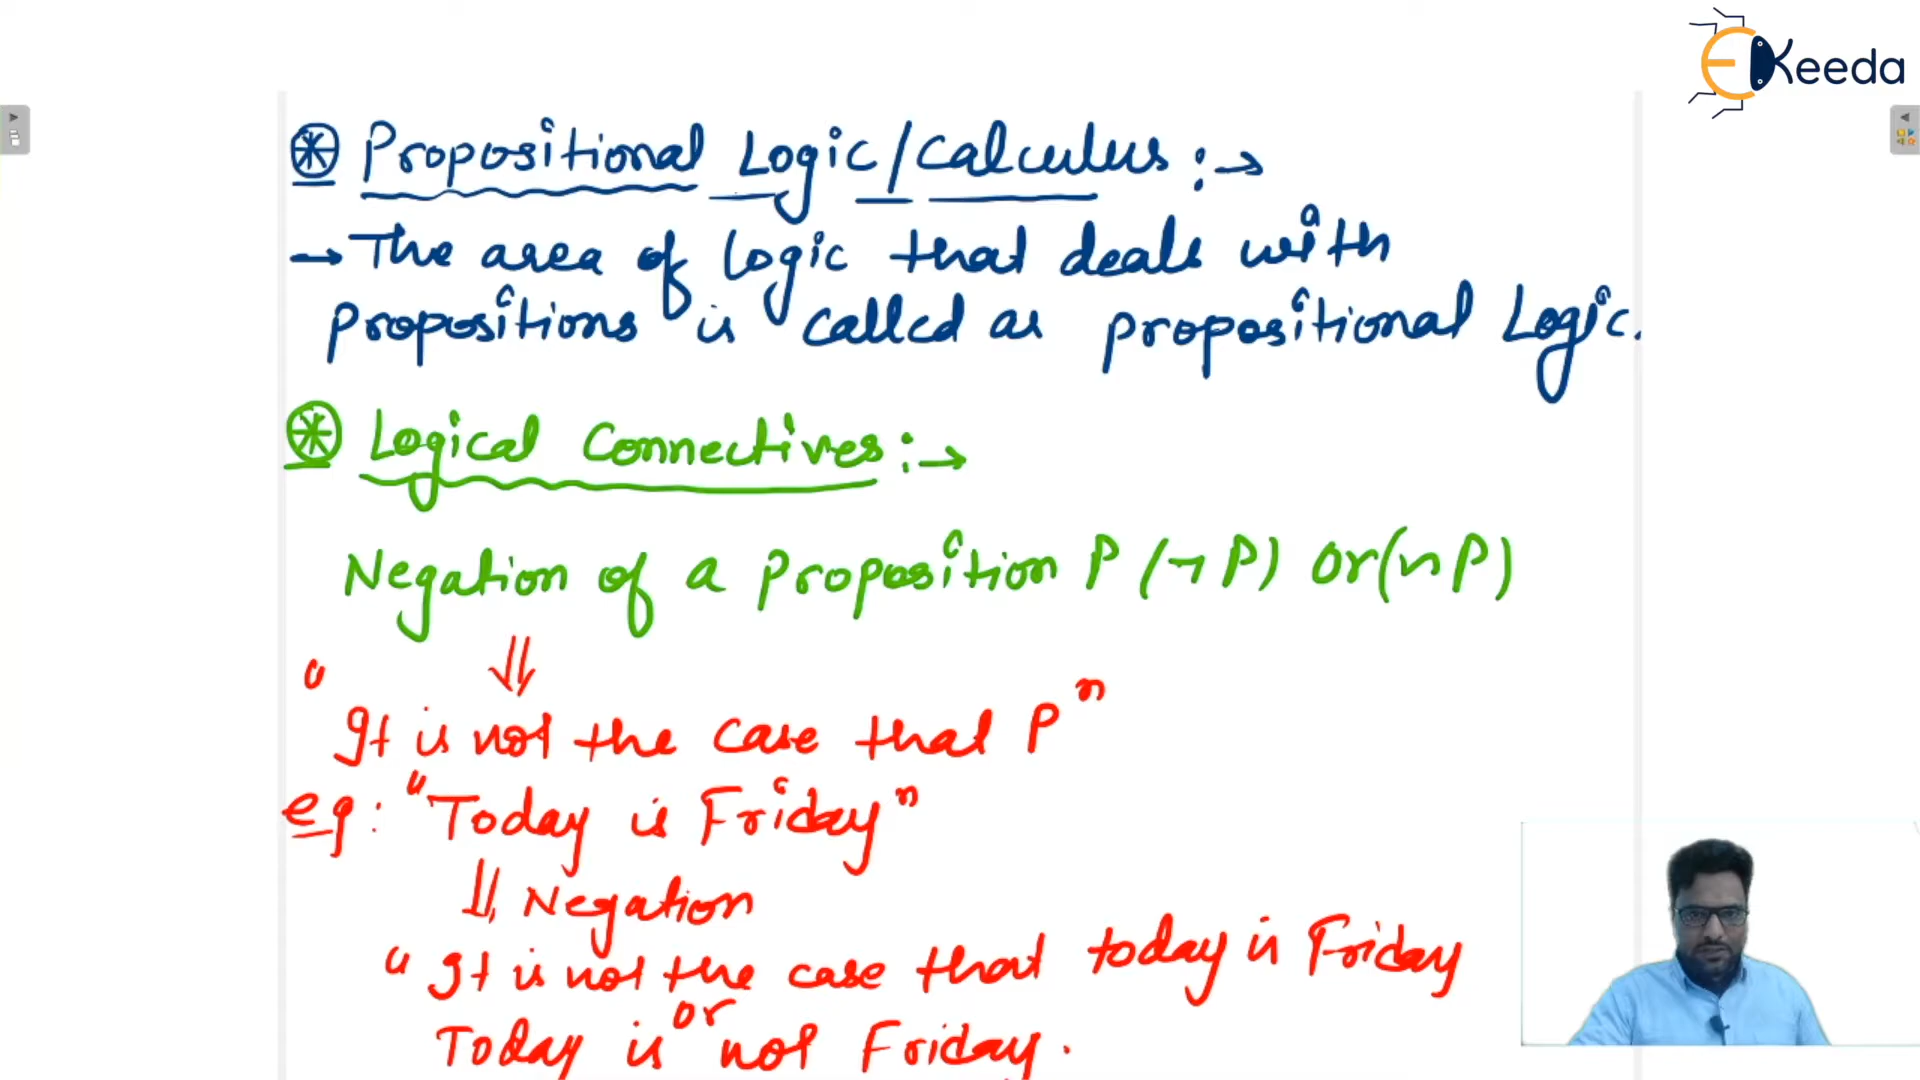 EKeeda
Propositional Logic/Calculus :→
→ The area of logic that deals with
propositions is called as propositional Logic.
Logical Connectives :→
Negation of a proposition P (¬P) or (~P)
"It is not the case that P"
eg: "Today is Friday"
⇓ Negation
"It is not the case that today is Friday
or
Today is not Friday.